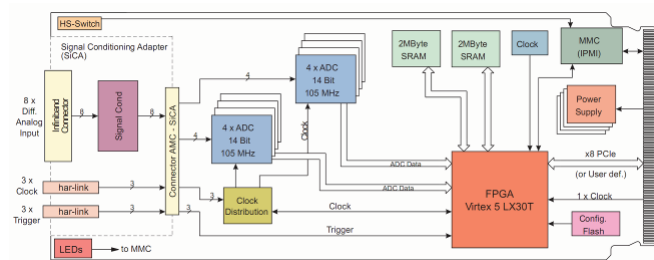 HS-Switch
Signal Conditioning Adapter
(SiCA)
8 x
Diff.
Analog
Input
Infiniband
Connector
8
Signal Cond
8
Connector AMC - SiCA
4
4
4 x ADC
14 Bit
105 MHz
4 x ADC
14 Bit
105 MHz
Clock
2MByte
SRAM
2MByte
SRAM
Clock
MMC
(IPMI)
Power
Supply
ADC Data
ADC Data
FPGA
Virtex 5 LX30T
x8 PCIe
(or User def.)
1 x Clock
Config.
Flash
3 x
Clock
har-link
3
3
Clock
Distribution
Clock
3 x
Trigger
har-link
3
3
Trigger
LEDs
to MMC